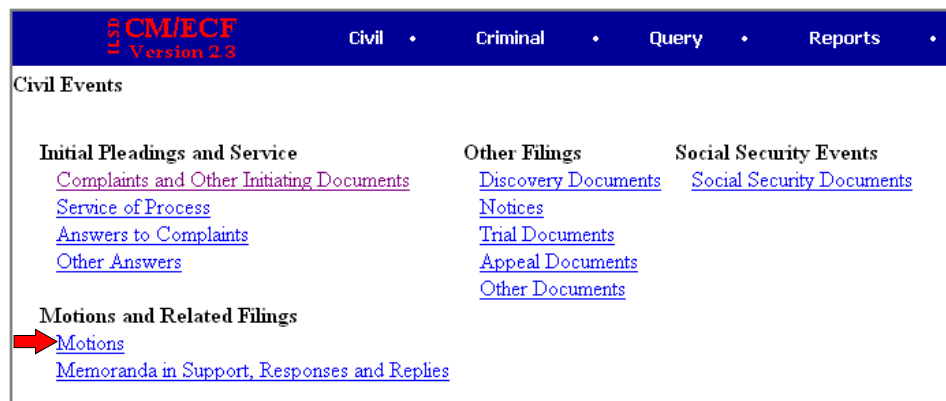 ILSD CM/ECF Version 2.3 Civil • Criminal • Query • Reports •
Civil Events
Initial Pleadings and Service
Complaints and Other Initiating Documents
Service of Process
Answers to Complaints
Other Answers
Motions and Related Filings
Motions
Memoranda in Support, Responses and Replies
Other Filings
Discovery Documents
Notices
Trial Documents
Appeal Documents
Other Documents
Social Security Events
Social Security Documents